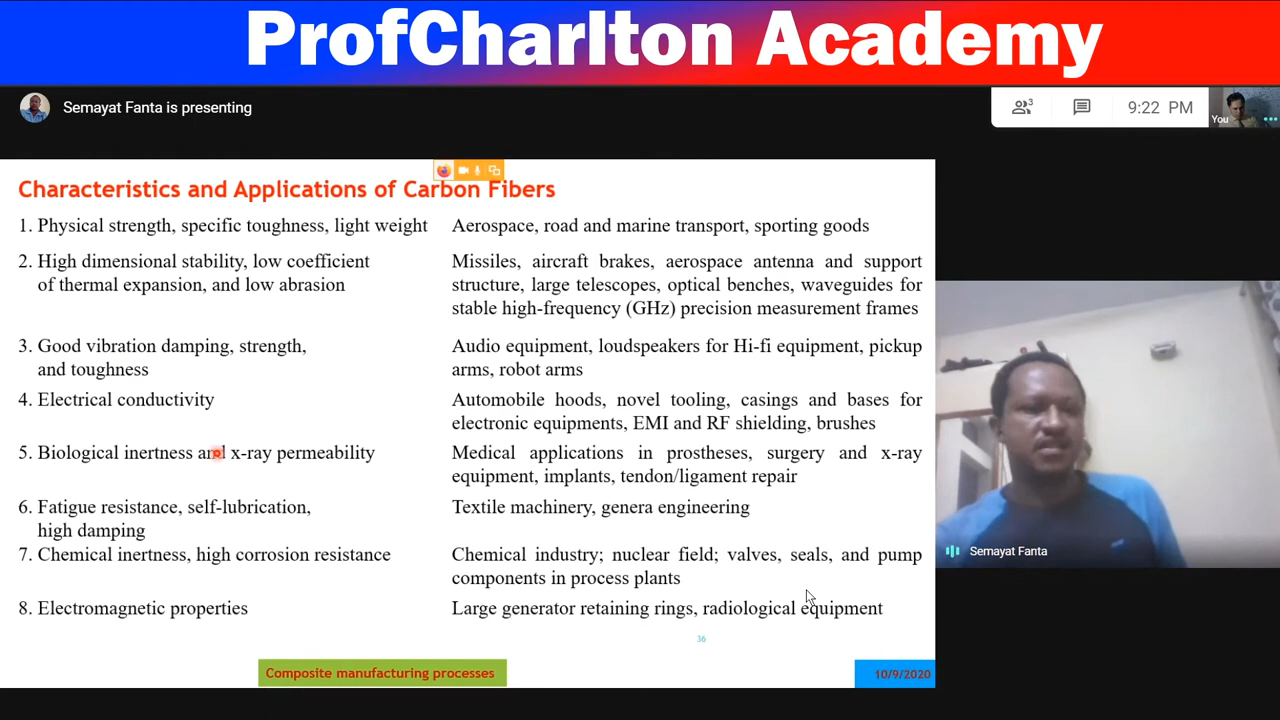 ProfCharlton Academy
Semayat Fanta is presenting
3
9:22 PM
You
Characteristics and Applications of Carbon Fibers
1. Physical strength, specific toughness, light weight
Aerospace, road and marine transport, sporting goods
2. High dimensional stability, low coefficient
of thermal expansion, and low abrasion
Missiles, aircraft brakes, aerospace antenna and support
structure, large telescopes, optical benches, waveguides for
stable high-frequency (GHz) precision measurement frames
3. Good vibration damping, strength,
and toughness
Audio equipment, loudspeakers for Hi-fi equipment, pickup
arms, robot arms
4. Electrical conductivity
Automobile hoods, novel tooling, casings and bases for
electronic equipments, EMI and RF shielding, brushes
5. Biological inertness and x-ray permeability
Medical applications in prostheses, surgery and x-ray
equipment, implants, tendon/ligament repair
6. Fatigue resistance, self-lubrication,
high damping
Textile machinery, genera engineering
7. Chemical inertness, high corrosion resistance
Chemical industry; nuclear field; valves, seals, and pump
components in process plants
8. Electromagnetic properties
Large generator retaining rings, radiological equipment
36
Composite manufacturing processes
10/9/2020
Semayat Fanta